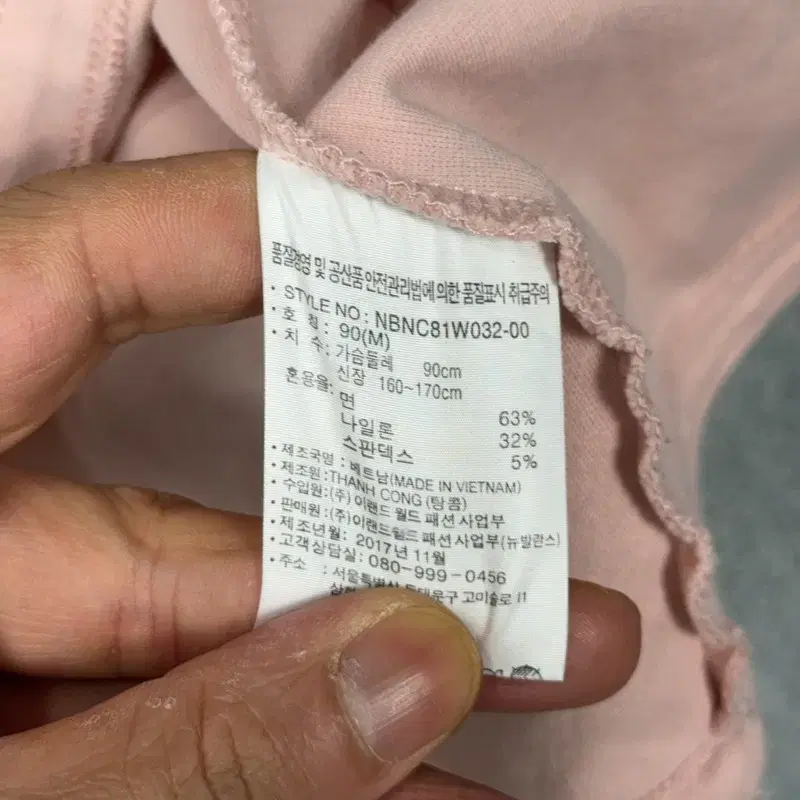 품질경영 및 공산품안전관리법에 의한 품질표시 취급주의
· STYLE NO : NBNC81W032-00
· 호 칭 : 90(M)
· 치 수 : 가슴둘레 90cm
신장 160~170cm
혼용율: 면 63%
나일론 32%
스판덱스 5%
· 제조국명 : 베트남(MADE IN VIETNAM)
· 제조원 : THANH CONG (탕콤)
· 수입원 : (주) 이랜드 월드 패션 사업부
· 판매원 : (주)이랜드월드 패션 사업부(뉴발란스)
· 제조년월 : 2017년 11월
· 고객상담실 : 080-999-0456
· 주소 : 서울특별시 동대문구 고미술로 11